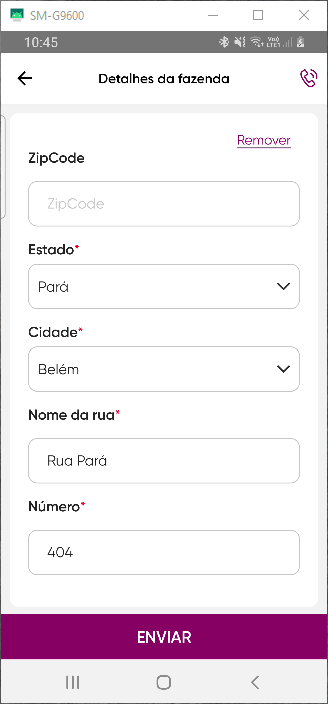 SM-G9600
10:45
Detalhes da fazenda
Remover
ZipCode
ZipCode
Estado*
Pará
Cidade*
Belém
Nome da rua*
Rua Pará
Número*
404
ENVIAR